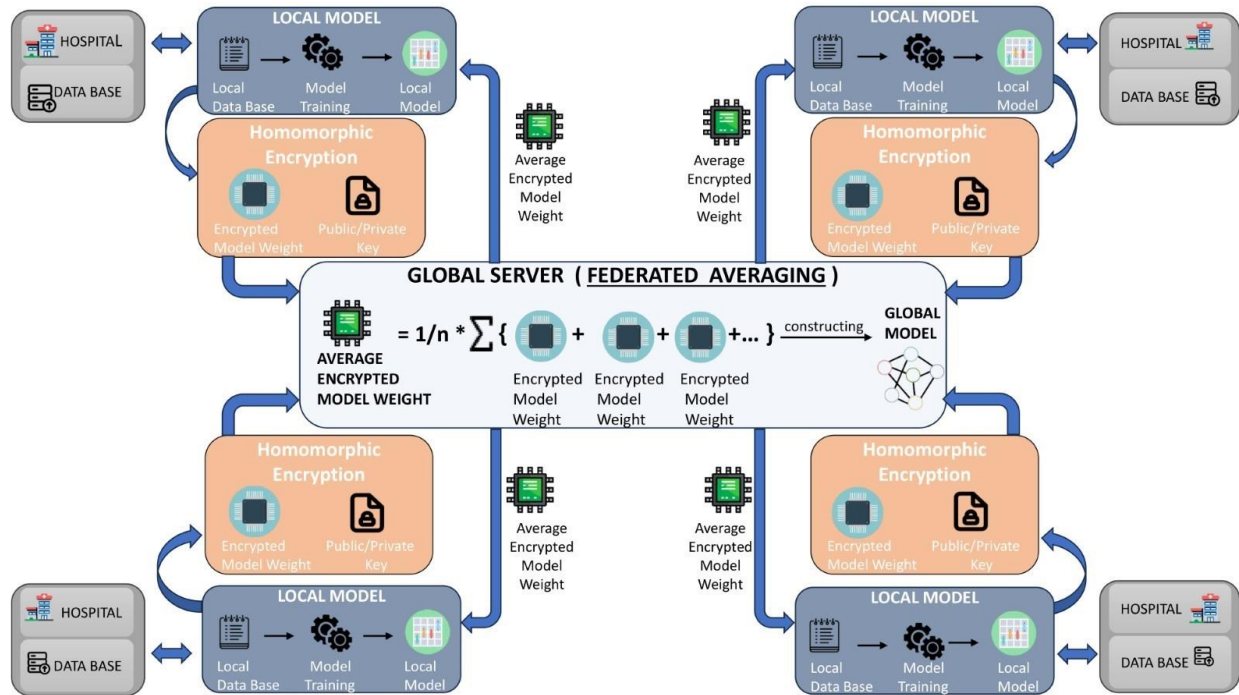 HOSPITAL
DATA BASE
LOCAL MODEL
Local
Data Base
Model
Training
Local
Model
Homomorphic
Encryption
Encrypted
Model Weight
Public/Private
Key
Average
Encrypted
Model
Weight
LOCAL MODEL
Local
Data Base
Model
Training
Local
Model
HOSPITAL
DATA BASE
Average
Encrypted
Model
Weight
Homomorphic
Encryption
Encrypted
Model Weight
Public/Private
Key
GLOBAL SERVER ( FEDERATED AVERAGING )
= 1/n * ∑ { + + +... }
constructing
GLOBAL
MODEL
AVERAGE
ENCRYPTED
MODEL WEIGHT
Encrypted
Model
Weight
Encrypted
Model
Weight
Encrypted
Model
Weight
Homomorphic
Encryption
Encrypted
Model Weight
Public/Private
Key
Average
Encrypted
Model
Weight
Average
Encrypted
Model
Weight
Homomorphic
Encryption
Encrypted
Model Weight
Public/Private
Key
HOSPITAL
DATA BASE
LOCAL MODEL
Local
Data Base
Model
Training
Local
Model
LOCAL MODEL
Local
Data Base
Model
Training
Local
Model
HOSPITAL
DATA BASE